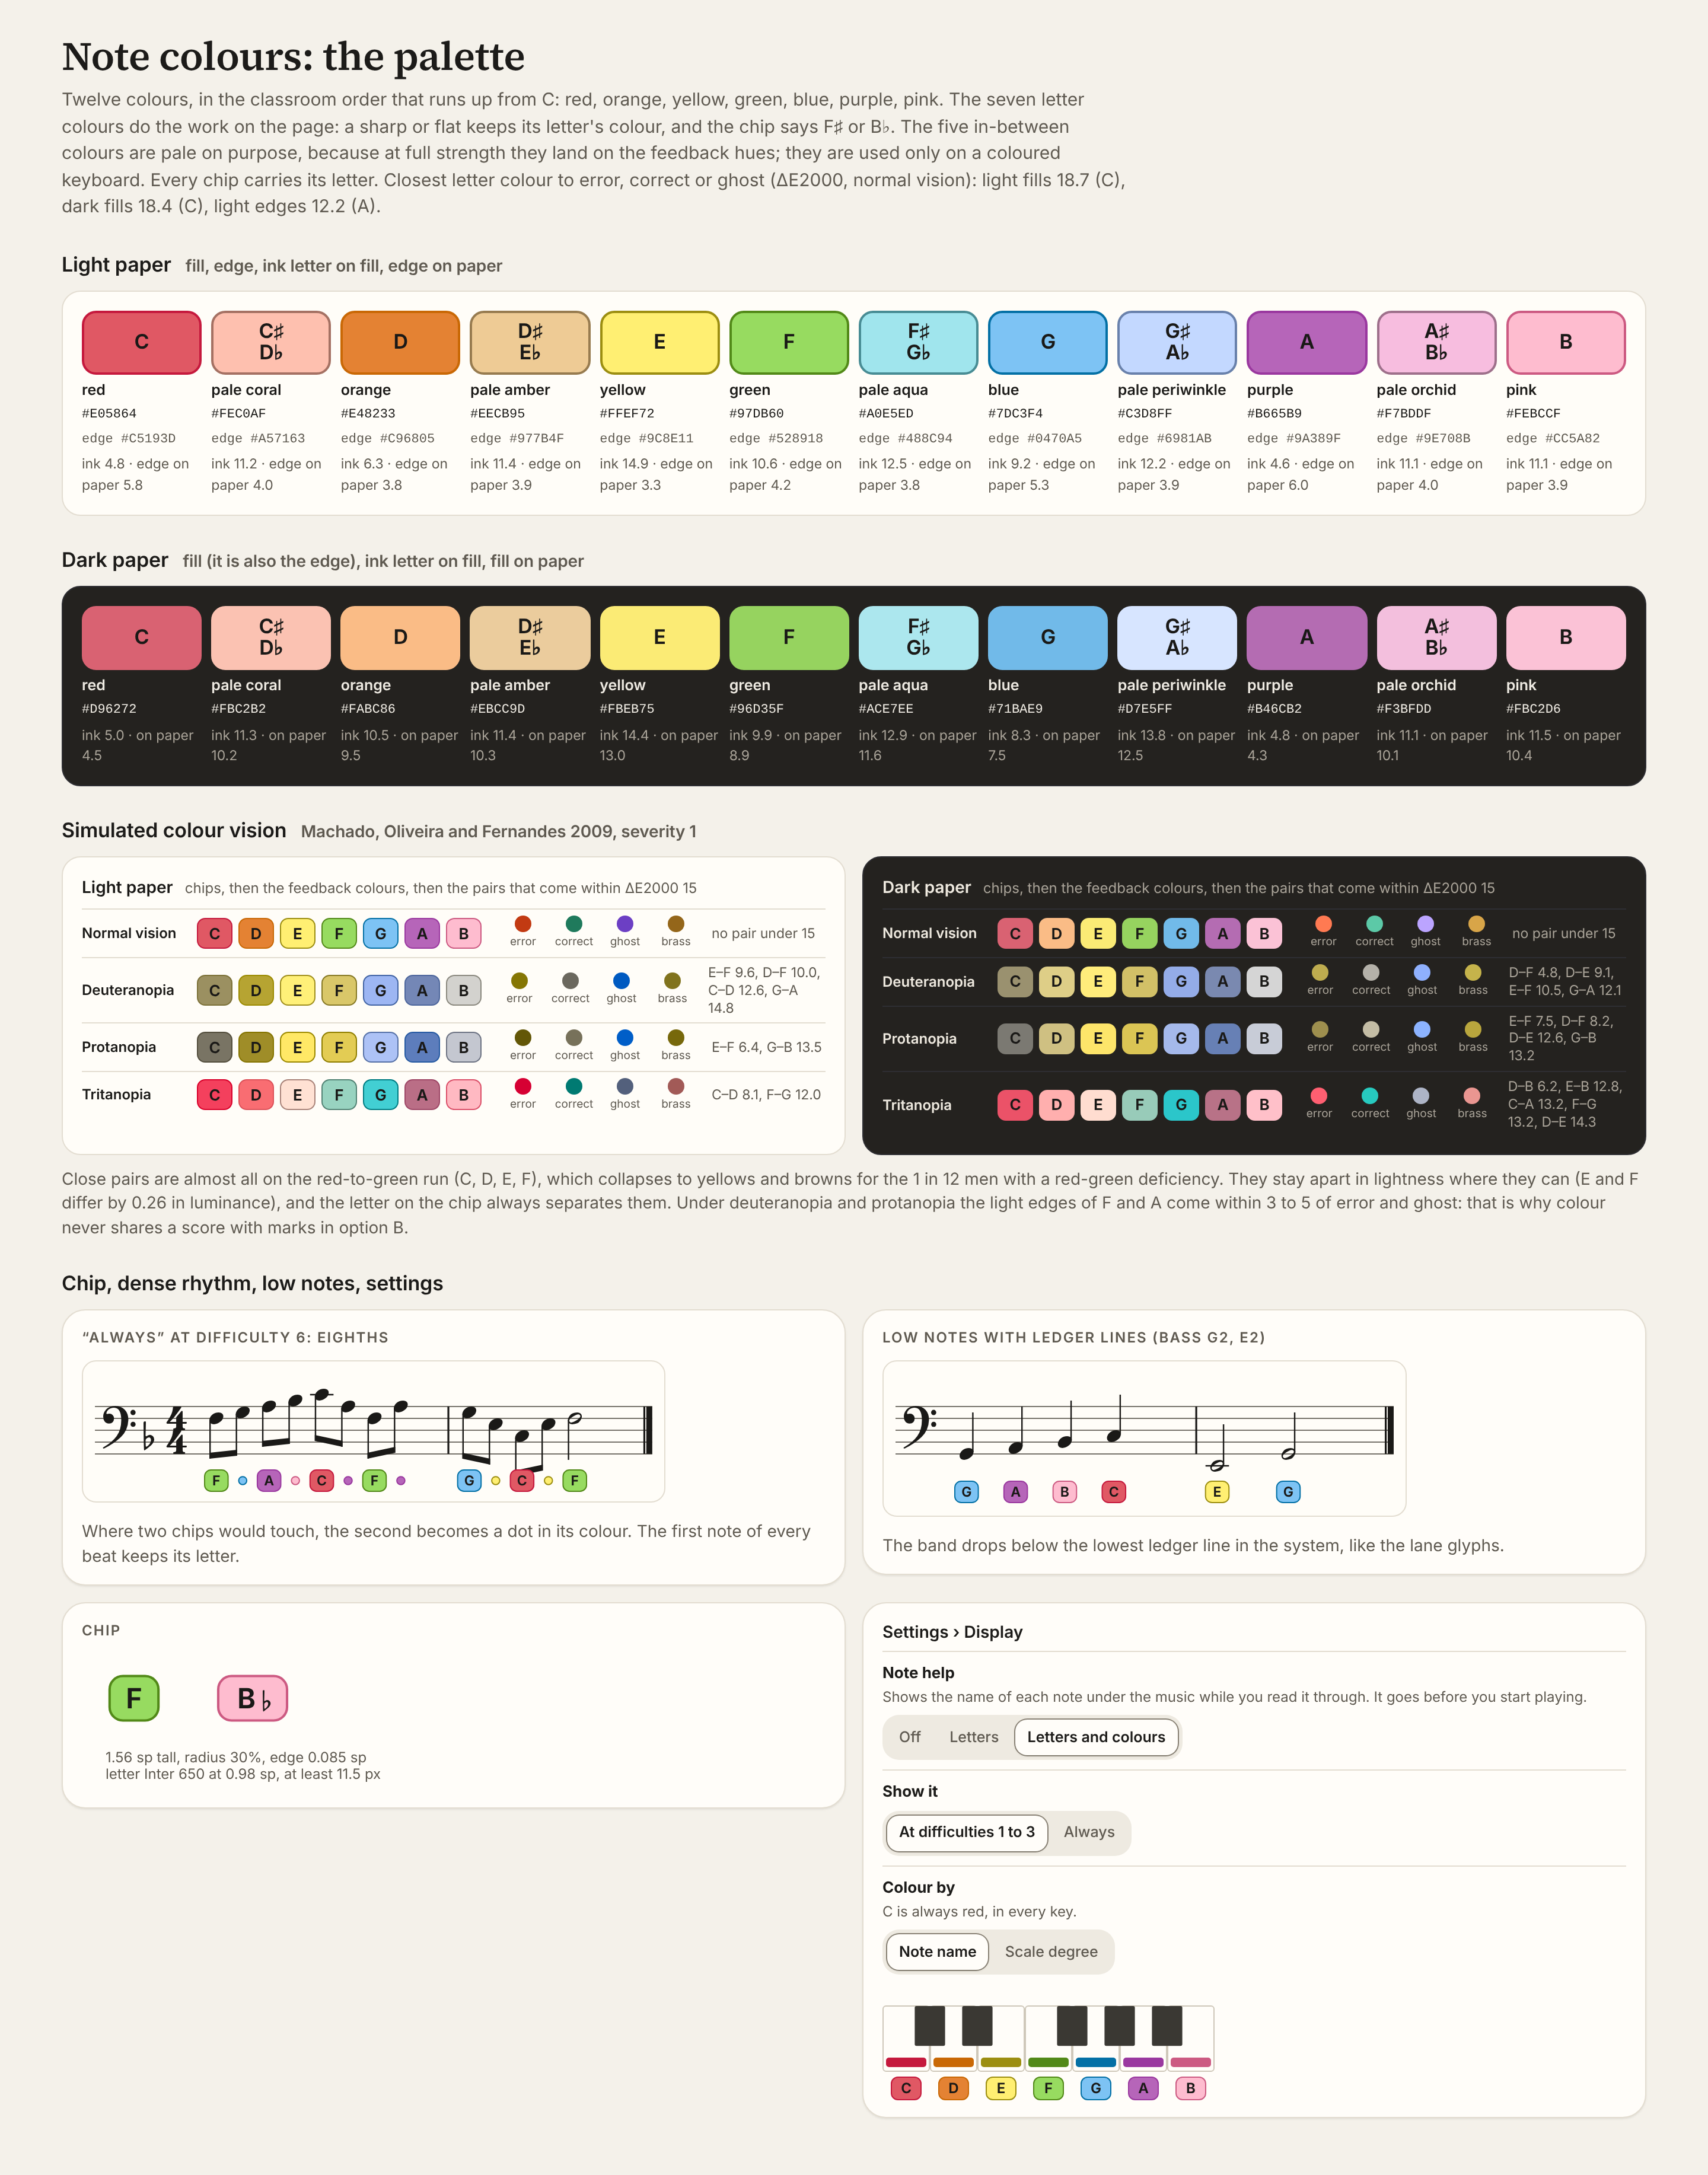 Note colours: the palette
Twelve colours, in the classroom order that runs up from C: red, orange, yellow, green, blue, purple, pink. The seven letter
colours do the work on the page: a sharp or flat keeps its letter's colour, and the chip says F♯ or B♭. The five in-between
colours are pale on purpose, because at full strength they land on the feedback hues; they are used only on a coloured
keyboard. Every chip carries its letter. Closest letter colour to error, correct or ghost (ΔE2000, normal vision): light fills 18.7 (C),
dark fills 18.4 (C), light edges 12.2 (A).
Light paper fill, edge, ink letter on fill, edge on paper
C C♯ D D♯ E F F♯ G G♯ A A♯ B
D♭ E♭ G♭ A♭ B♭
red pale coral orange pale amber yellow green pale aqua blue pale periwinkle purple pale orchid pink
#E05864 #FEC0AF #E48233 #EECB95 #FFEF72 #97DB60 #A0E5ED #7DC3F4 #C3D8FF #B665B9 #F7BDDF #FEBCCF
edge #C5193D edge #A57163 edge #C96805 edge #977B4F edge #9C8E11 edge #528918 edge #488C94 edge #0470A5 edge #6981AB edge #9A389F edge #9E708B edge #CC5A82
ink 4.8 · edge on ink 11.2 · edge on ink 6.3 · edge on ink 11.4 · edge on ink 14.9 · edge on ink 10.6 · edge on ink 12.5 · edge on ink 9.2 · edge on ink 12.2 · edge on ink 4.6 · edge on ink 11.1 · edge on ink 11.1 · edge on
paper 5.8 paper 4.0 paper 3.8 paper 3.9 paper 3.3 paper 4.2 paper 3.8 paper 5.3 paper 3.9 paper 6.0 paper 4.0 paper 3.9
Dark paper fill (it is also the edge), ink letter on fill, fill on paper
C C♯ D D♯ E F F♯ G G♯ A A♯ B
D♭ E♭ G♭ A♭ B♭
red pale coral orange pale amber yellow green pale aqua blue pale periwinkle purple pale orchid pink
#D96272 #FBC2B2 #FABC86 #EBCC9D #FBEB75 #96D35F #ACE7EE #71BAE9 #D7E5FF #B46CB2 #F3BFDD #FBC2D6
ink 5.0 · on paper ink 11.3 · on paper ink 10.5 · on paper ink 11.4 · on paper ink 14.4 · on paper ink 9.9 · on paper ink 12.9 · on paper ink 8.3 · on paper ink 13.8 · on paper ink 4.8 · on paper ink 11.1 · on paper ink 11.5 · on paper
4.5 10.2 9.5 10.3 13.0 8.9 11.6 7.5 12.5 4.3 10.1 10.4
Simulated colour vision Machado, Oliveira and Fernandes 2009, severity 1
Light paper chips, then the feedback colours, then the pairs that come within ΔE2000 15
Normal vision C D E F G A B error correct ghost brass no pair under 15
Deuteranopia C D E F G A B error correct ghost brass E–F 9.6, D–F 10.0,
C–D 12.6, G–A
14.8
Protanopia C D E F G A B error correct ghost brass E–F 6.4, G–B 13.5
Tritanopia C D E F G A B error correct ghost brass C–D 8.1, F–G 12.0
Dark paper chips, then the feedback colours, then the pairs that come within ΔE2000 15
Normal vision C D E F G A B error correct ghost brass no pair under 15
Deuteranopia C D E F G A B error correct ghost brass D–F 4.8, D–E 9.1,
E–F 10.5, G–A 12.1
Protanopia C D E F G A B error correct ghost brass E–F 7.5, D–F 8.2,
D–E 12.6, G–B
13.2
Tritanopia C D E F G A B error correct ghost brass D–B 6.2, E–B 12.8,
C–A 13.2, F–G
13.2, D–E 14.3
Close pairs are almost all on the red-to-green run (C, D, E, F), which collapses to yellows and browns for the 1 in 12 men with a red-green deficiency. They stay apart in lightness where they can (E and F
differ by 0.26 in luminance), and the letter on the chip always separates them. Under deuteranopia and protanopia the light edges of F and A come within 3 to 5 of error and ghost: that is why colour
never shares a score with marks in option B.
Chip, dense rhythm, low notes, settings
“ALWAYS” AT DIFFICULTY 6: EIGHTHS
4
4
F A C F G C F
Where two chips would touch, the second becomes a dot in its colour. The first note of every
beat keeps its letter.
LOW NOTES WITH LEDGER LINES (BASS G2, E2)
G A B C E G
The band drops below the lowest ledger line in the system, like the lane glyphs.
CHIP
F B♭
1.56 sp tall, radius 30%, edge 0.085 sp
letter Inter 650 at 0.98 sp, at least 11.5 px
Settings › Display
Note help
Shows the name of each note under the music while you read it through. It goes before you start playing.
Off Letters Letters and colours
Show it
At difficulties 1 to 3 Always
Colour by
C is always red, in every key.
Note name Scale degree
C D E F G A B